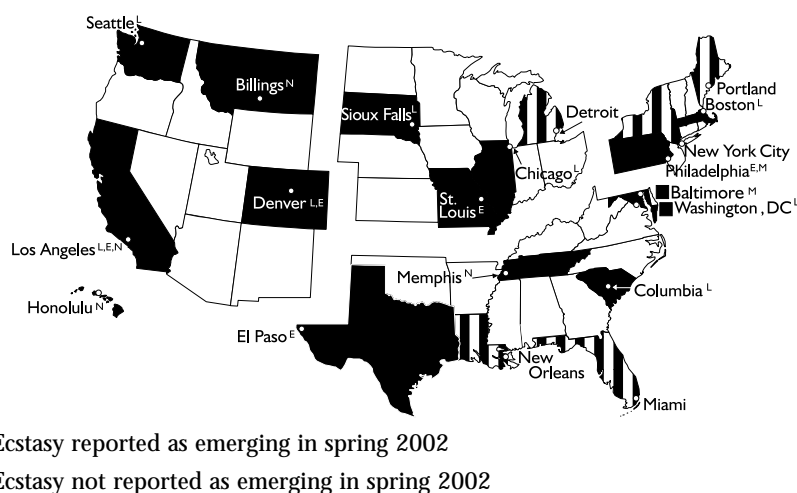 Seattle L
Billings N
Sioux Falls L
Detroit
Portland
Boston L
New York City
Philadelphia E, M
Chicago L
Baltimore M
Washington, DC L
Denver L,E
St.
Louis E
Los Angeles L,E,N
Memphis N
Columbia L
Honolulu N
El Paso E
New
Orleans
Miami
Ecstasy reported as emerging in spring 2002
Ecstasy not reported as emerging in spring 2002